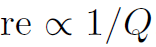 re ∝ 1/Q